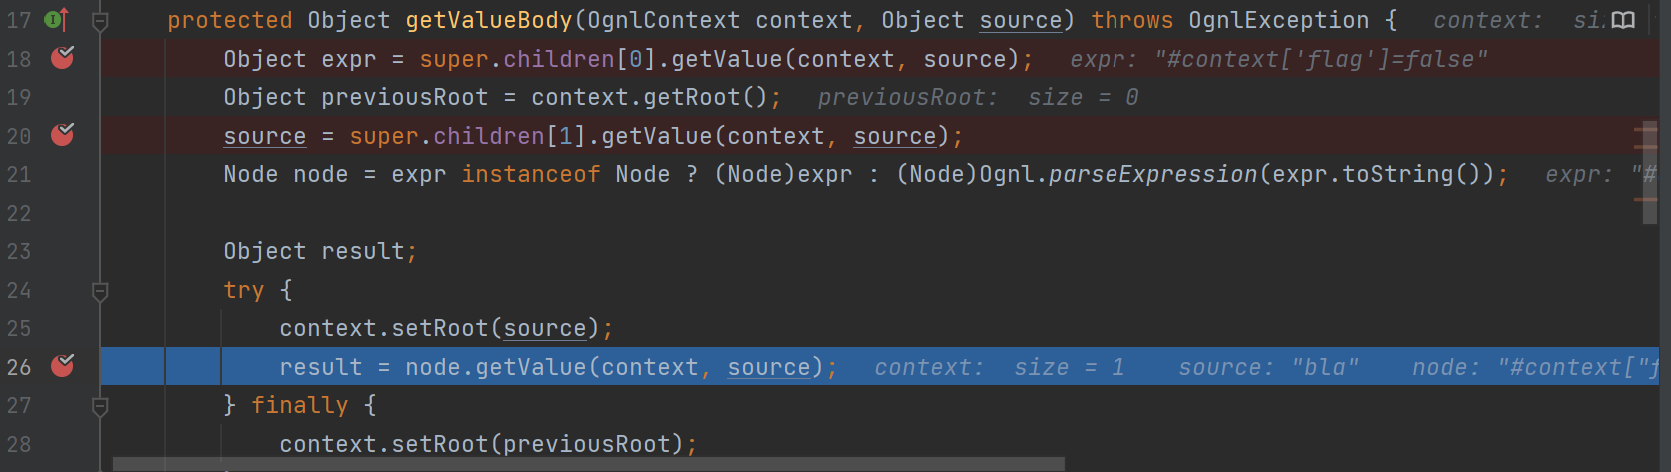 17 protected Object getValueBody(OgnlContext context, Object source) throws OgnlException { context: siz
18 Object expr = super.children[0].getValue(context, source); expr: "#context['flag']=false"
19 Object previousRoot = context.getRoot(); previousRoot: size = 0
20 source = super.children[1].getValue(context, source);
21 Node node = expr instanceof Node ? (Node)expr : (Node)Ognl.parseExpression(expr.toString()); expr: "#
22
23 Object result;
24 try {
25 context.setRoot(source);
26 result = node.getValue(context, source); context: size = 1 source: "bla" node: "#context["f
27 } finally {
28 context.setRoot(previousRoot);